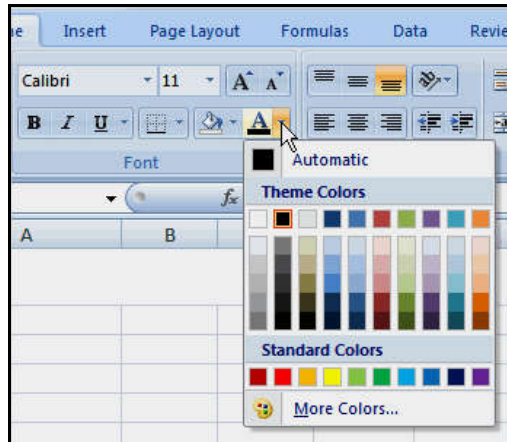 ne Insert Page Layout Formulas Data Revie
Calibri 11 A A
B I U A
Font
Automatic
fx
Theme Colors
A B
Standard Colors
More Colors...